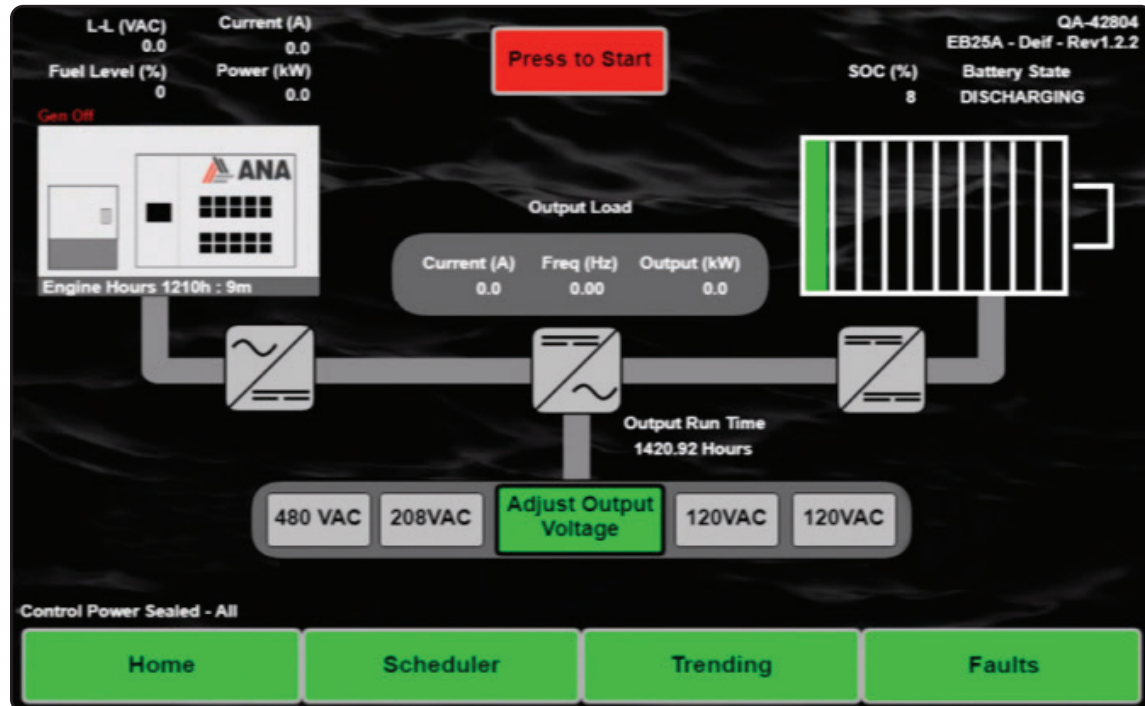 L-L (VAC)
0.0
Current (A)
0.0
Fuel Level (%)
0
Power (kW)
0.0
Press to Start
QA-42804
EB25A - Deif - Rev1.2.2
SOC (%)
8
Battery State
DISCHARGING
Gen Off
ANA
Engine Hours 1210h : 9m
Output Load
Current (A) Freq (Hz) Output (kW)
0.0 0.00 0.0
Output Run Time
1420.92 Hours
480 VAC
208VAC
Adjust Output
Voltage
120VAC
120VAC
Control Power Sealed - All
Home
Scheduler
Trending
Faults